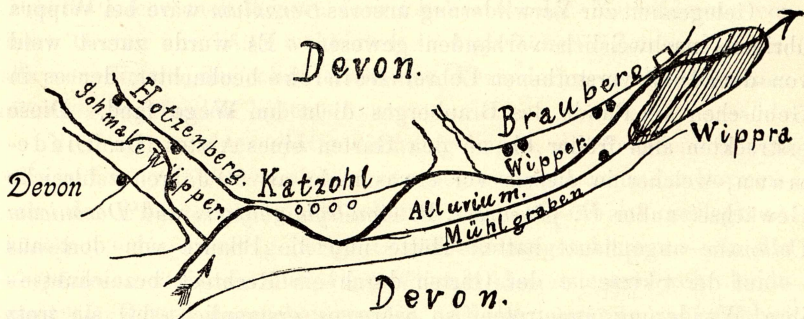 Devon.
Brauberg
Hotzenberg.
Schmale Wipper.
Wipper.
Wippra
Devon
Katzohl
Alluvium.
Mühlgraben
Devon.